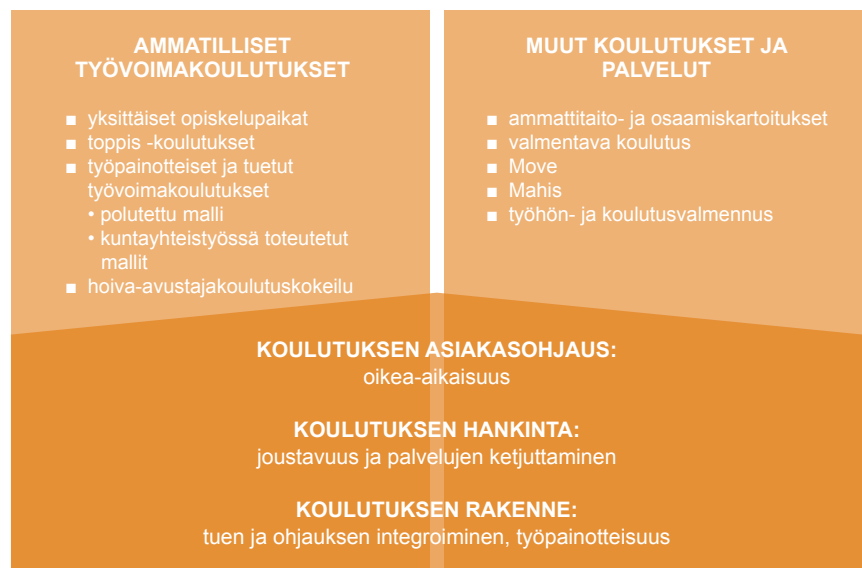 AMMATILLISET
TYÖVOIMAKOULUTUKSET
■ yksittäiset opiskelupaikat
■ toppis -koulutukset
■ työpainotteiset ja tuetut
työvoimakoulutukset
• polutettu malli
• kuntayhteistyössä toteutetut
mallit
■ hoiva-avustajakoulutuskokeilu
MUUT KOULUTUKSET JA
PALVELUT
■ ammattitaito- ja osaamiskartoitukset
■ valmentava koulutus
■ Move
■ Mahis
■ työhön- ja koulutusvalmennus
KOULUTUKSEN ASIAKASOHJAUS:
oikea-aikaisuus
KOULUTUKSEN HANKINTA:
joustavuus ja palvelujen ketjuttaminen
KOULUTUKSEN RAKENNE:
tuen ja ohjauksen integroiminen, työpainotteisuus